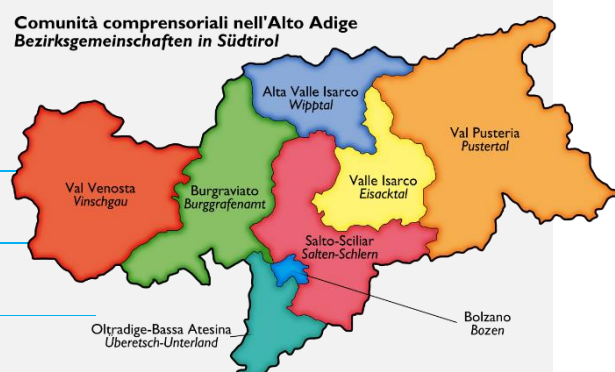 Comunità comprensoriali nell'Alto Adige
Bezirksgemeinschaften in Südtirol
Alta Valle Isarco
Wipptal
Val Pusteria
Pustertal
Val Venosta
Vinschgau
Burgraviato
Burggrafenamt
Valle Isarco
Eisacktal
Salto-Sciliar
Salten-Schlern
Bolzano
Bozen
Oltradige-Bassa Atesina
Überetsch-Unterland